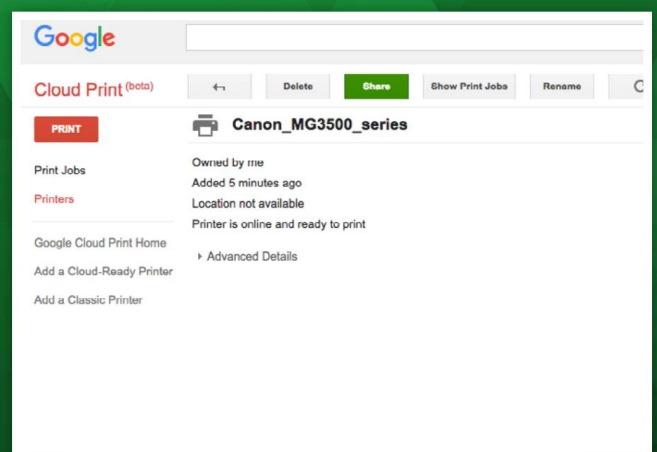 Google
Cloud Print (beta)
Delete
Share
Show Print Jobs
Rename
PRINT
Canon_MG3500_series
Print Jobs
Printers
Google Cloud Print Home
Add a Cloud-Ready Printer
Add a Classic Printer
Owned by me
Added 5 minutes ago
Location not available
Printer is online and ready to print
Advanced Details